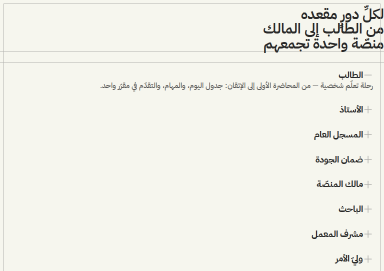 لكلّ دورٍ مقعده
من الطالب إلى المالك
منصّة واحدة تجمعهم
الطالب
رحلة تعلّم شخصية — من المحاضرة الأولى إلى الإتقان: جدول اليوم، والمهام، والتقدّم في مقرّر واحد.
الأستاذ
المسجل العام
ضمان الجودة
مالك المنصّة
الباحث
مشرف المعمل
وليّ الأمر